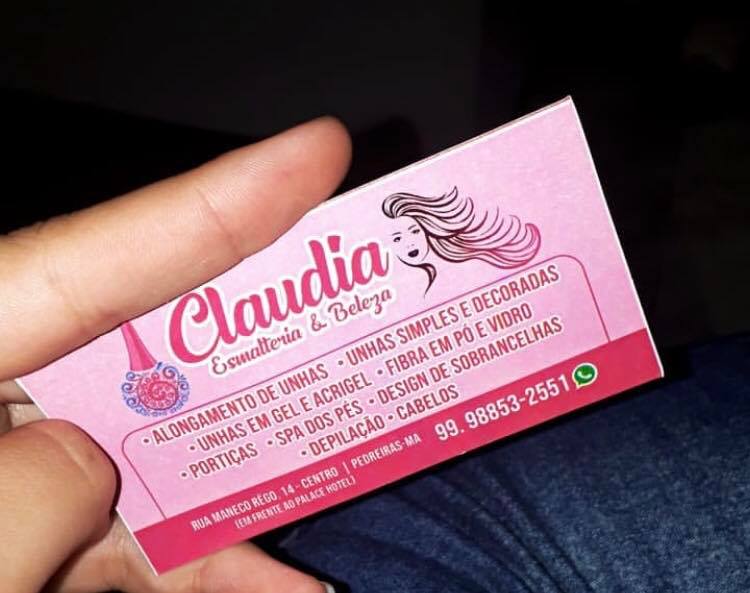 Claudia
Esmalteria & Beleza
• ALONGAMENTO DE UNHAS • UNHAS SIMPLES E DECORADAS
• UNHAS EM GEL E ACRIGEL • FIBRA EM PÓ E VIDRO
• PORTIÇAS • SPA DOS PÉS • DESIGN DE SOBRANCELHAS
• DEPILAÇÃO • CABELOS
99. 98853-2551
RUA MANECO RÊGO, 14 - CENTRO | PEDREIRAS-MA
(EM FRENTE AO PALACE HOTEL)